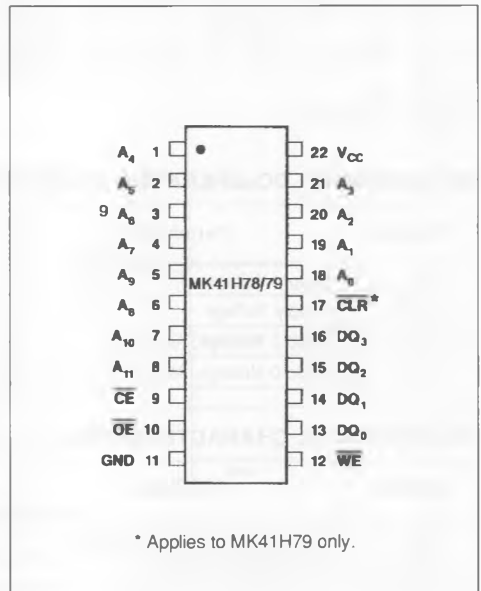 A4 1 22 VCC
A5 2 21 A3
9 A6 3 20 A2
A7 4 19 A1
A9 5 18 A0
MK41H78/79
A8 6 17 CLR*
A10 7 16 DQ3
A11 8 15 DQ2
CE 9 14 DQ1
OE 10 13 DQ0
GND 11 12 WE
* Applies to MK41H79 only.